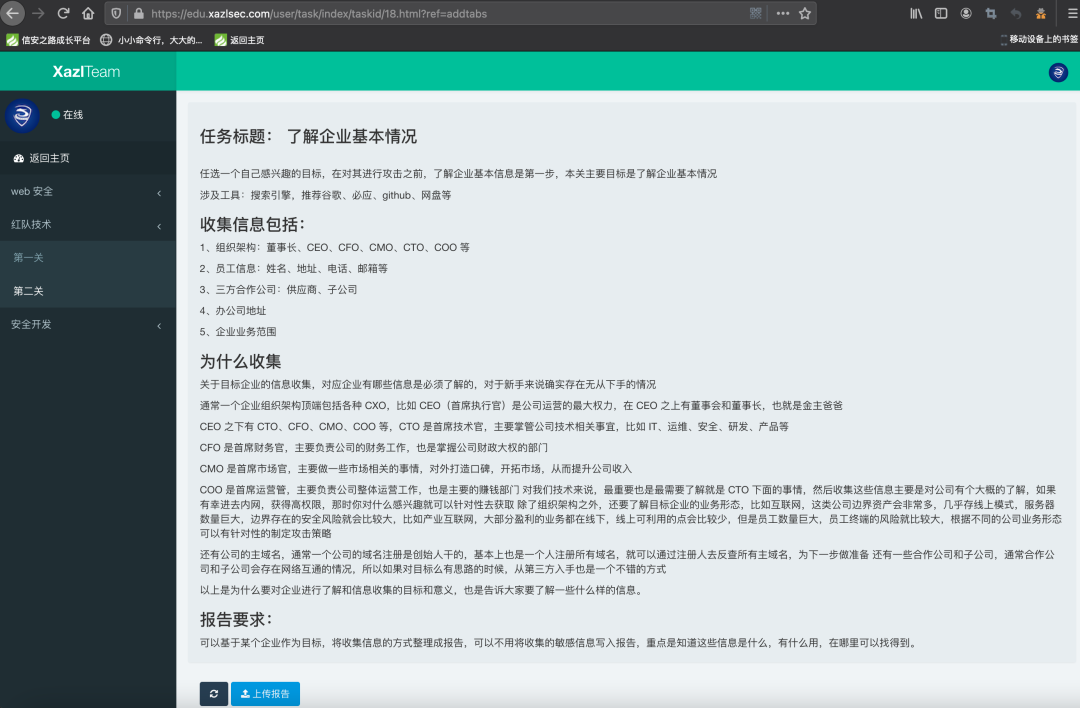 https://edu.xazlsec.com/user/task/index/taskid/18.html?ref=addtabs
信安之路成长平台
小小命令行，大大的...
返回主页
移动设备上的书签
XazlTeam
在线
返回主页
web 安全
红队技术
第一关
第二关
安全开发
任务标题： 了解企业基本情况
任选一个自己感兴趣的目标，在对其进行攻击之前，了解企业基本信息是第一步，本关主要目标是了解企业基本情况
涉及工具：搜索引擎，推荐谷歌、必应、github、网盘等
收集信息包括：
1、组织架构：董事长、CEO、CFO、CMO、CTO、COO 等
2、员工信息：姓名、地址、电话、邮箱等
3、三方合作公司：供应商、子公司
4、办公司地址
5、企业业务范围
为什么收集
关于目标企业的信息收集，对应企业有哪些信息是必须了解的，对于新手来说确实存在无从下手的情况
通常一个企业组织架构顶端包括各种 CXO，比如 CEO（首席执行官）是公司运营的最大权力，在 CEO 之上有董事会和董事长，也就是金主爸爸
CEO 之下有 CTO、CFO、CMO、COO 等，CTO 是首席技术官，主要掌管公司技术相关事宜，比如 IT、运维、安全、研发、产品等
CFO 是首席财务官，主要负责公司的财务工作，也是掌握公司财政大权的部门
CMO 是首席市场官，主要做一些市场相关的事情，对外打造口碑，开拓市场，从而提升公司收入
COO 是首席运营管，主要负责公司整体运营工作，也是主要的赚钱部门 对我们技术来说，最重要也是最需要了解就是 CTO 下面的事情，然后收集这些信息主要是对公司有个大概的了解，如果
有幸进去内网，获得高权限，那时你对什么感兴趣就可以针对性去获取 除了组织架构之外，还要了解目标企业的业务形态，比如互联网，这类公司边界资产会非常多，几乎存线上模式，服务器
数量巨大，边界存在的安全风险就会比较大，比如产业互联网，大部分盈利的业务都在线下，线上可利用的点会比较少，但是员工数量巨大，员工终端的风险就比较大，根据不同的公司业务形态
可以有针对性的制定攻击策略
还有公司的主域名，通常一个公司的域名注册是创始人干的，基本上也是一个人注册所有域名，就可以通过注册人去反查所有主域名，为下一步做准备 还有一些合作公司和子公司，通常合作公
司和子公司会存在网络互通的情况，所以如果对目标么有思路的时候，从第三方入手也是一个不错的方式
以上是为什么要对企业进行了解和信息收集的目标和意义，也是告诉大家要了解一些什么样的信息。
报告要求：
可以基于某个企业作为目标，将收集信息的方式整理成报告，可以不用将收集的敏感信息写入报告，重点是知道这些信息是什么，有什么用，在哪里可以找得到。
上传报告